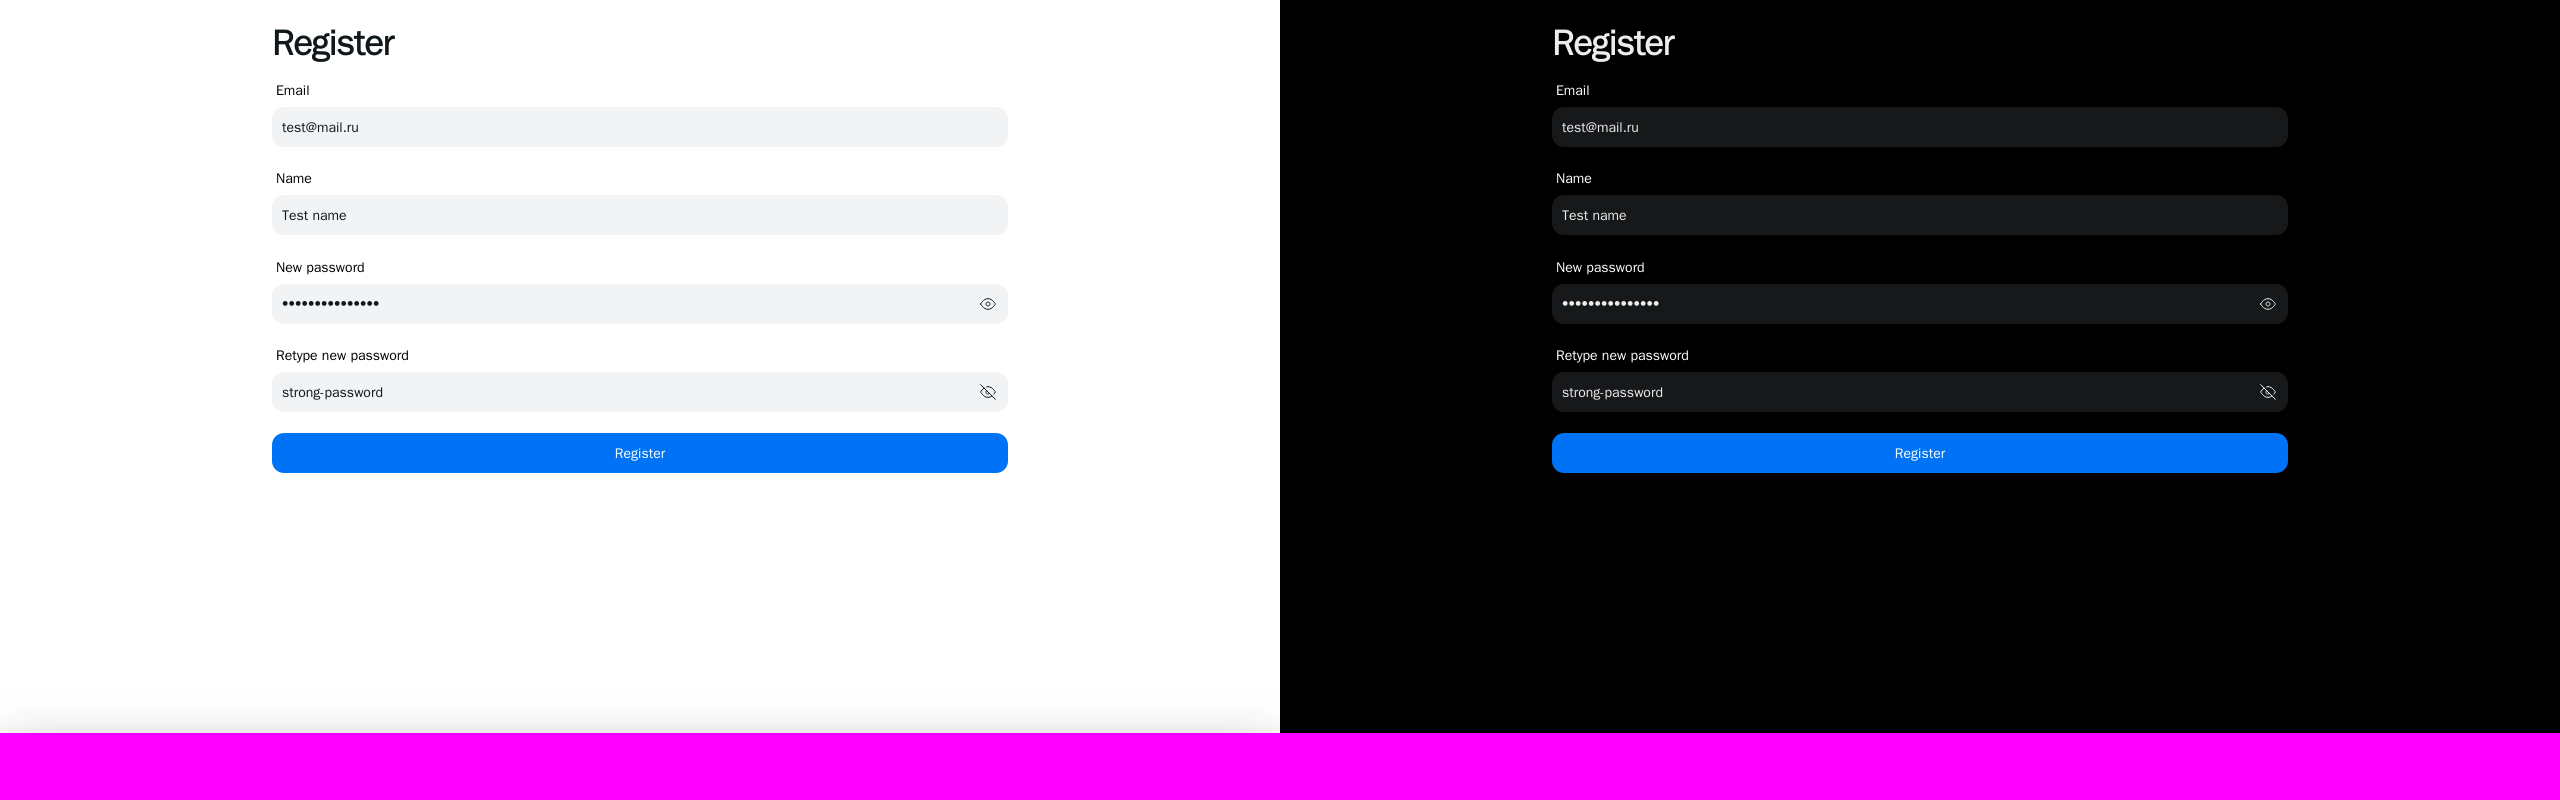 Register
Email
test@mail.ru
Name
Test name
New password
•••••••••••••••
Retype new password
strong-password
Register
Register
Email
test@mail.ru
Name
Test name
New password
•••••••••••••••
Retype new password
strong-password
Register